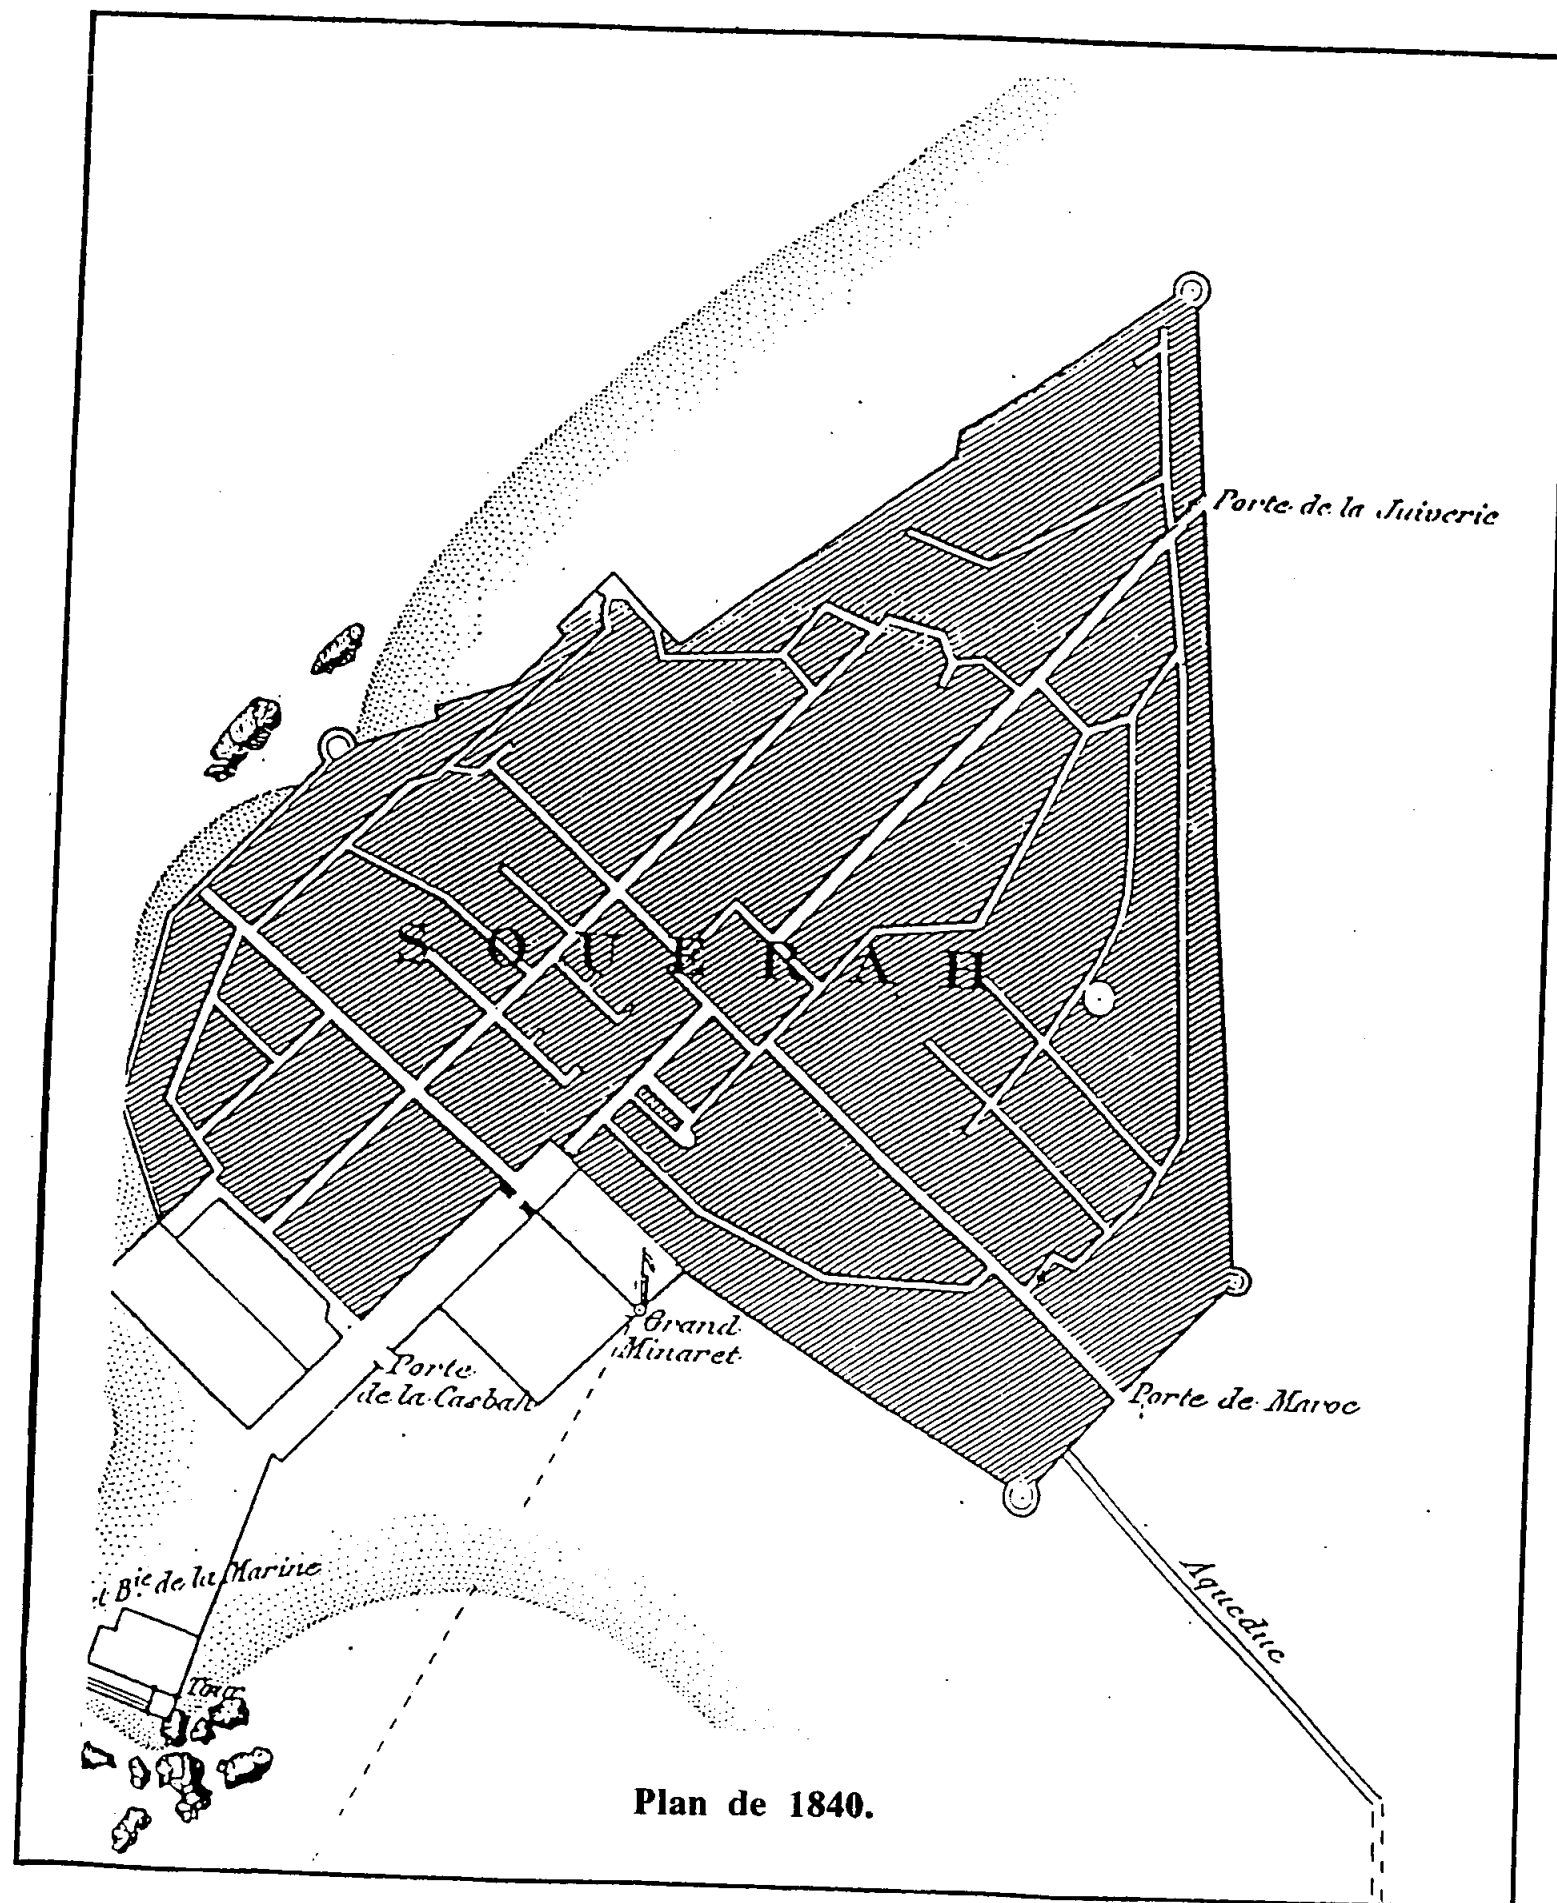 Porte de la Juiverie
SOUERAH
Grand
Minaret
Porte
de la Casbah
Porte de Maroc
Aqueduc
et Bie de la Marine
Tour
Plan de 1840.